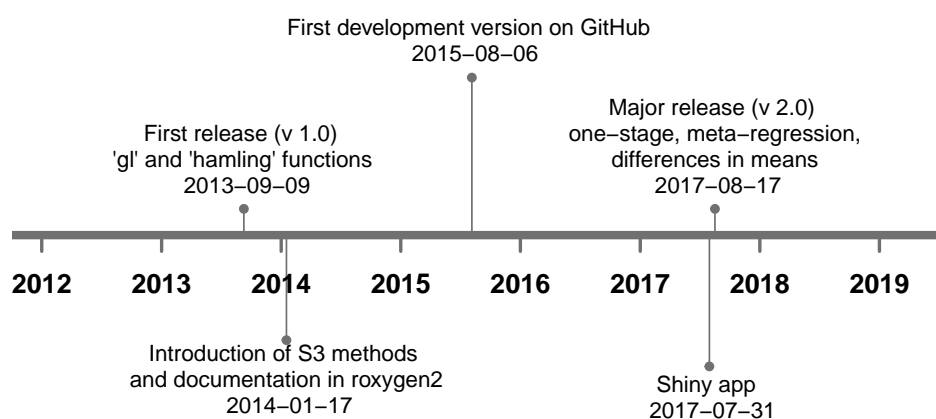 First development version on GitHub
2015−08−06
Major release (v 2.0)
one−stage, meta−regression,
differences in means
2017−08−17
First release (v 1.0)
'gl' and 'hamling' functions
2013−09−09
2012 2013 2014 2015 2016 2017 2018 2019
Introduction of S3 methods
and documentation in roxygen2
2014−01−17
Shiny app
2017−07−31